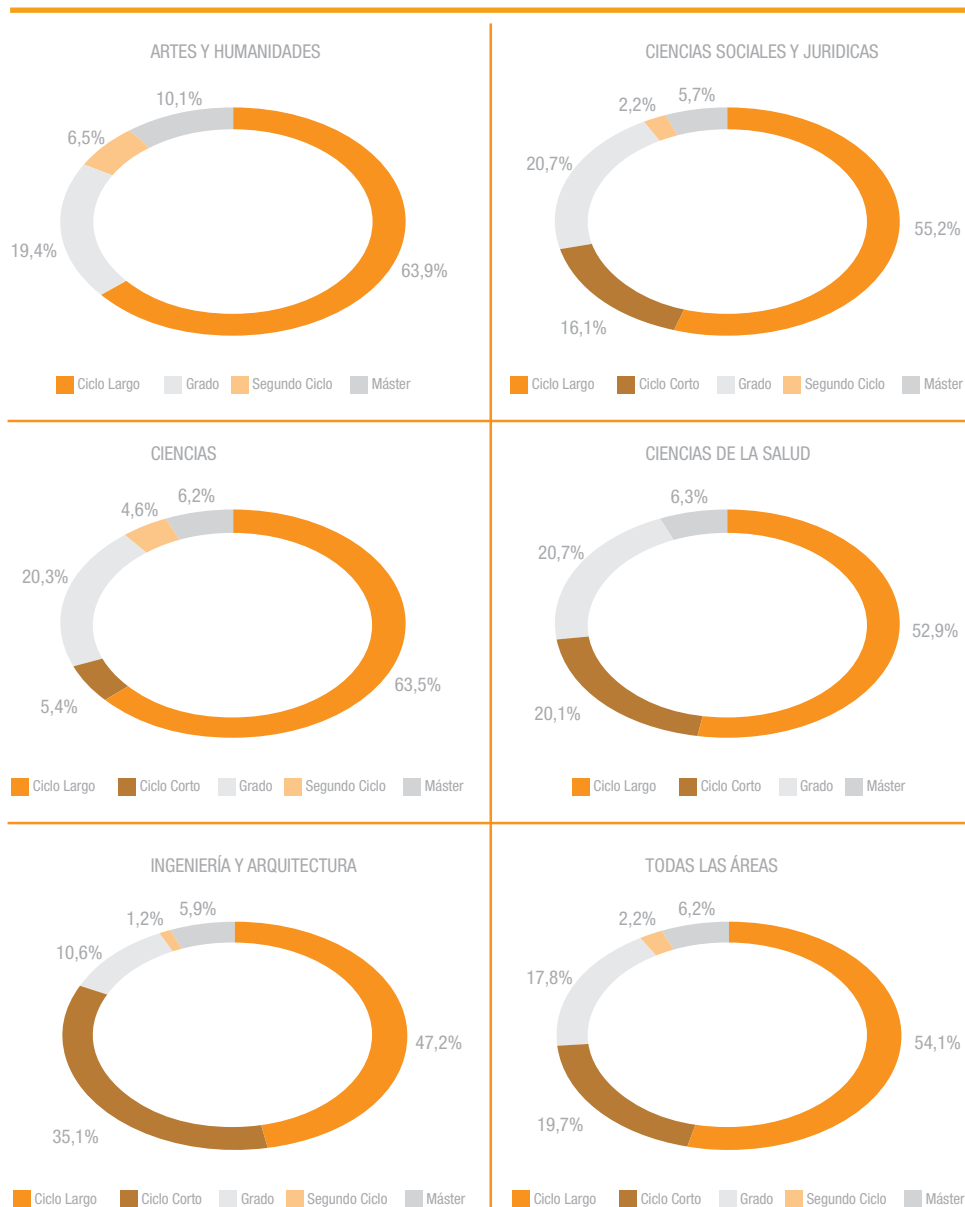 ARTES Y HUMANIDADES
10,1%
6,5%
19,4%
63,9%
Ciclo Largo Grado Segundo Ciclo Máster
CIENCIAS SOCIALES Y JURIDICAS
2,2%
5,7%
20,7%
55,2%
16,1%
Ciclo Largo Ciclo Corto Grado Segundo Ciclo Máster
CIENCIAS
6,2%
4,6%
20,3%
63,5%
5,4%
Ciclo Largo Ciclo Corto Grado Segundo Ciclo Máster
CIENCIAS DE LA SALUD
6,3%
20,7%
52,9%
20,1%
Ciclo Largo Ciclo Corto Grado Máster
INGENIERÍA Y ARQUITECTURA
5,9%
1,2%
10,6%
47,2%
35,1%
Ciclo Largo Ciclo Corto Grado Segundo Ciclo Máster
TODAS LAS ÁREAS
6,2%
2,2%
17,8%
54,1%
19,7%
Ciclo Largo Ciclo Corto Grado Segundo Ciclo Máster